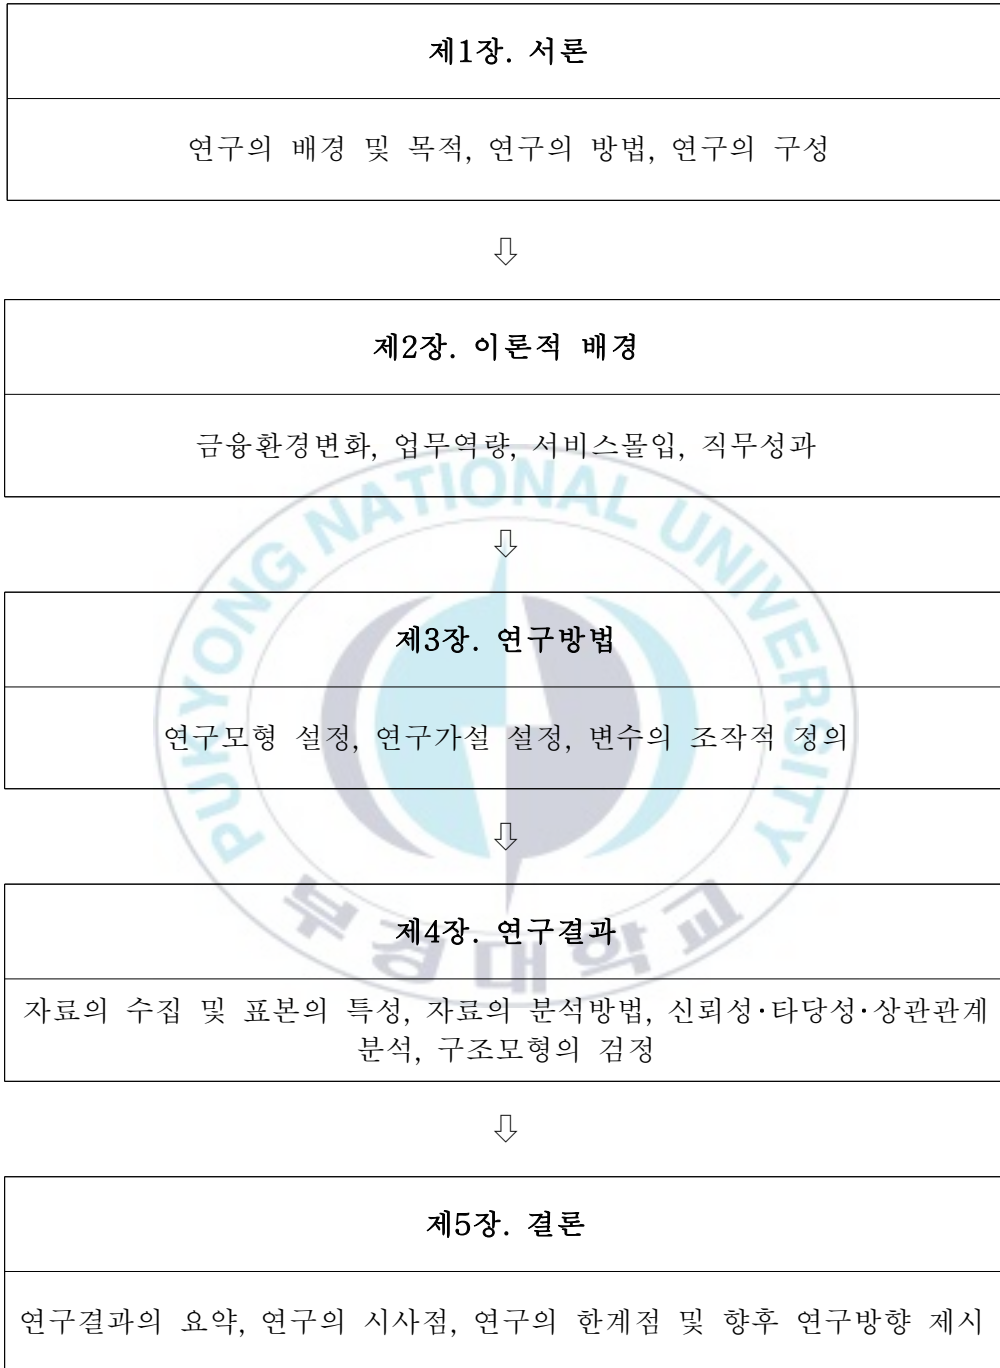 제1장. 서론
연구의 배경 및 목적, 연구의 방법, 연구의 구성
⇩
제2장. 이론적 배경
금융환경변화, 업무역량, 서비스몰입, 직무성과
⇩
제3장. 연구방법
연구모형 설정, 연구가설 설정, 변수의 조작적 정의
⇩
제4장. 연구결과
자료의 수집 및 표본의 특성, 자료의 분석방법, 신뢰성·타당성·상관관계
분석, 구조모형의 검정
⇩
제5장. 결론
연구결과의 요약, 연구의 시사점, 연구의 한계점 및 향후 연구방향 제시
PUKYONG NATIONAL UNIVERSITY
부경대학교